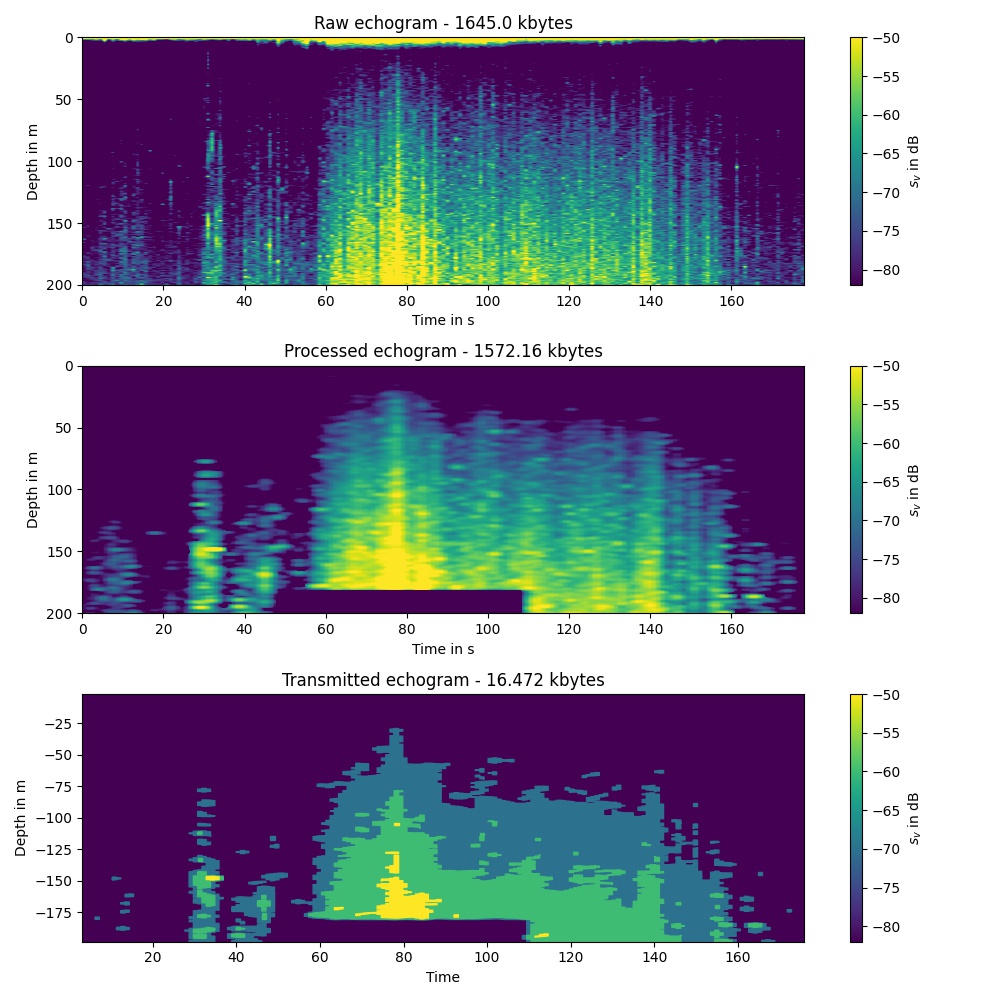 Raw echogram - 1645.0 kbytes
0
50
100
150
200
Depth in m
0 20 40 60 80 100 120 140 160
Time in s
−50
−55
−60
−65
−70
−75
−80
sv in dB
Processed echogram - 1572.16 kbytes
0
50
100
150
200
Depth in m
0 20 40 60 80 100 120 140 160
Time in s
−50
−55
−60
−65
−70
−75
−80
sv in dB
Transmitted echogram - 16.472 kbytes
−25
−50
−75
−100
−125
−150
−175
Depth in m
20 40 60 80 100 120 140 160
Time
−50
−55
−60
−65
−70
−75
−80
sv in dB